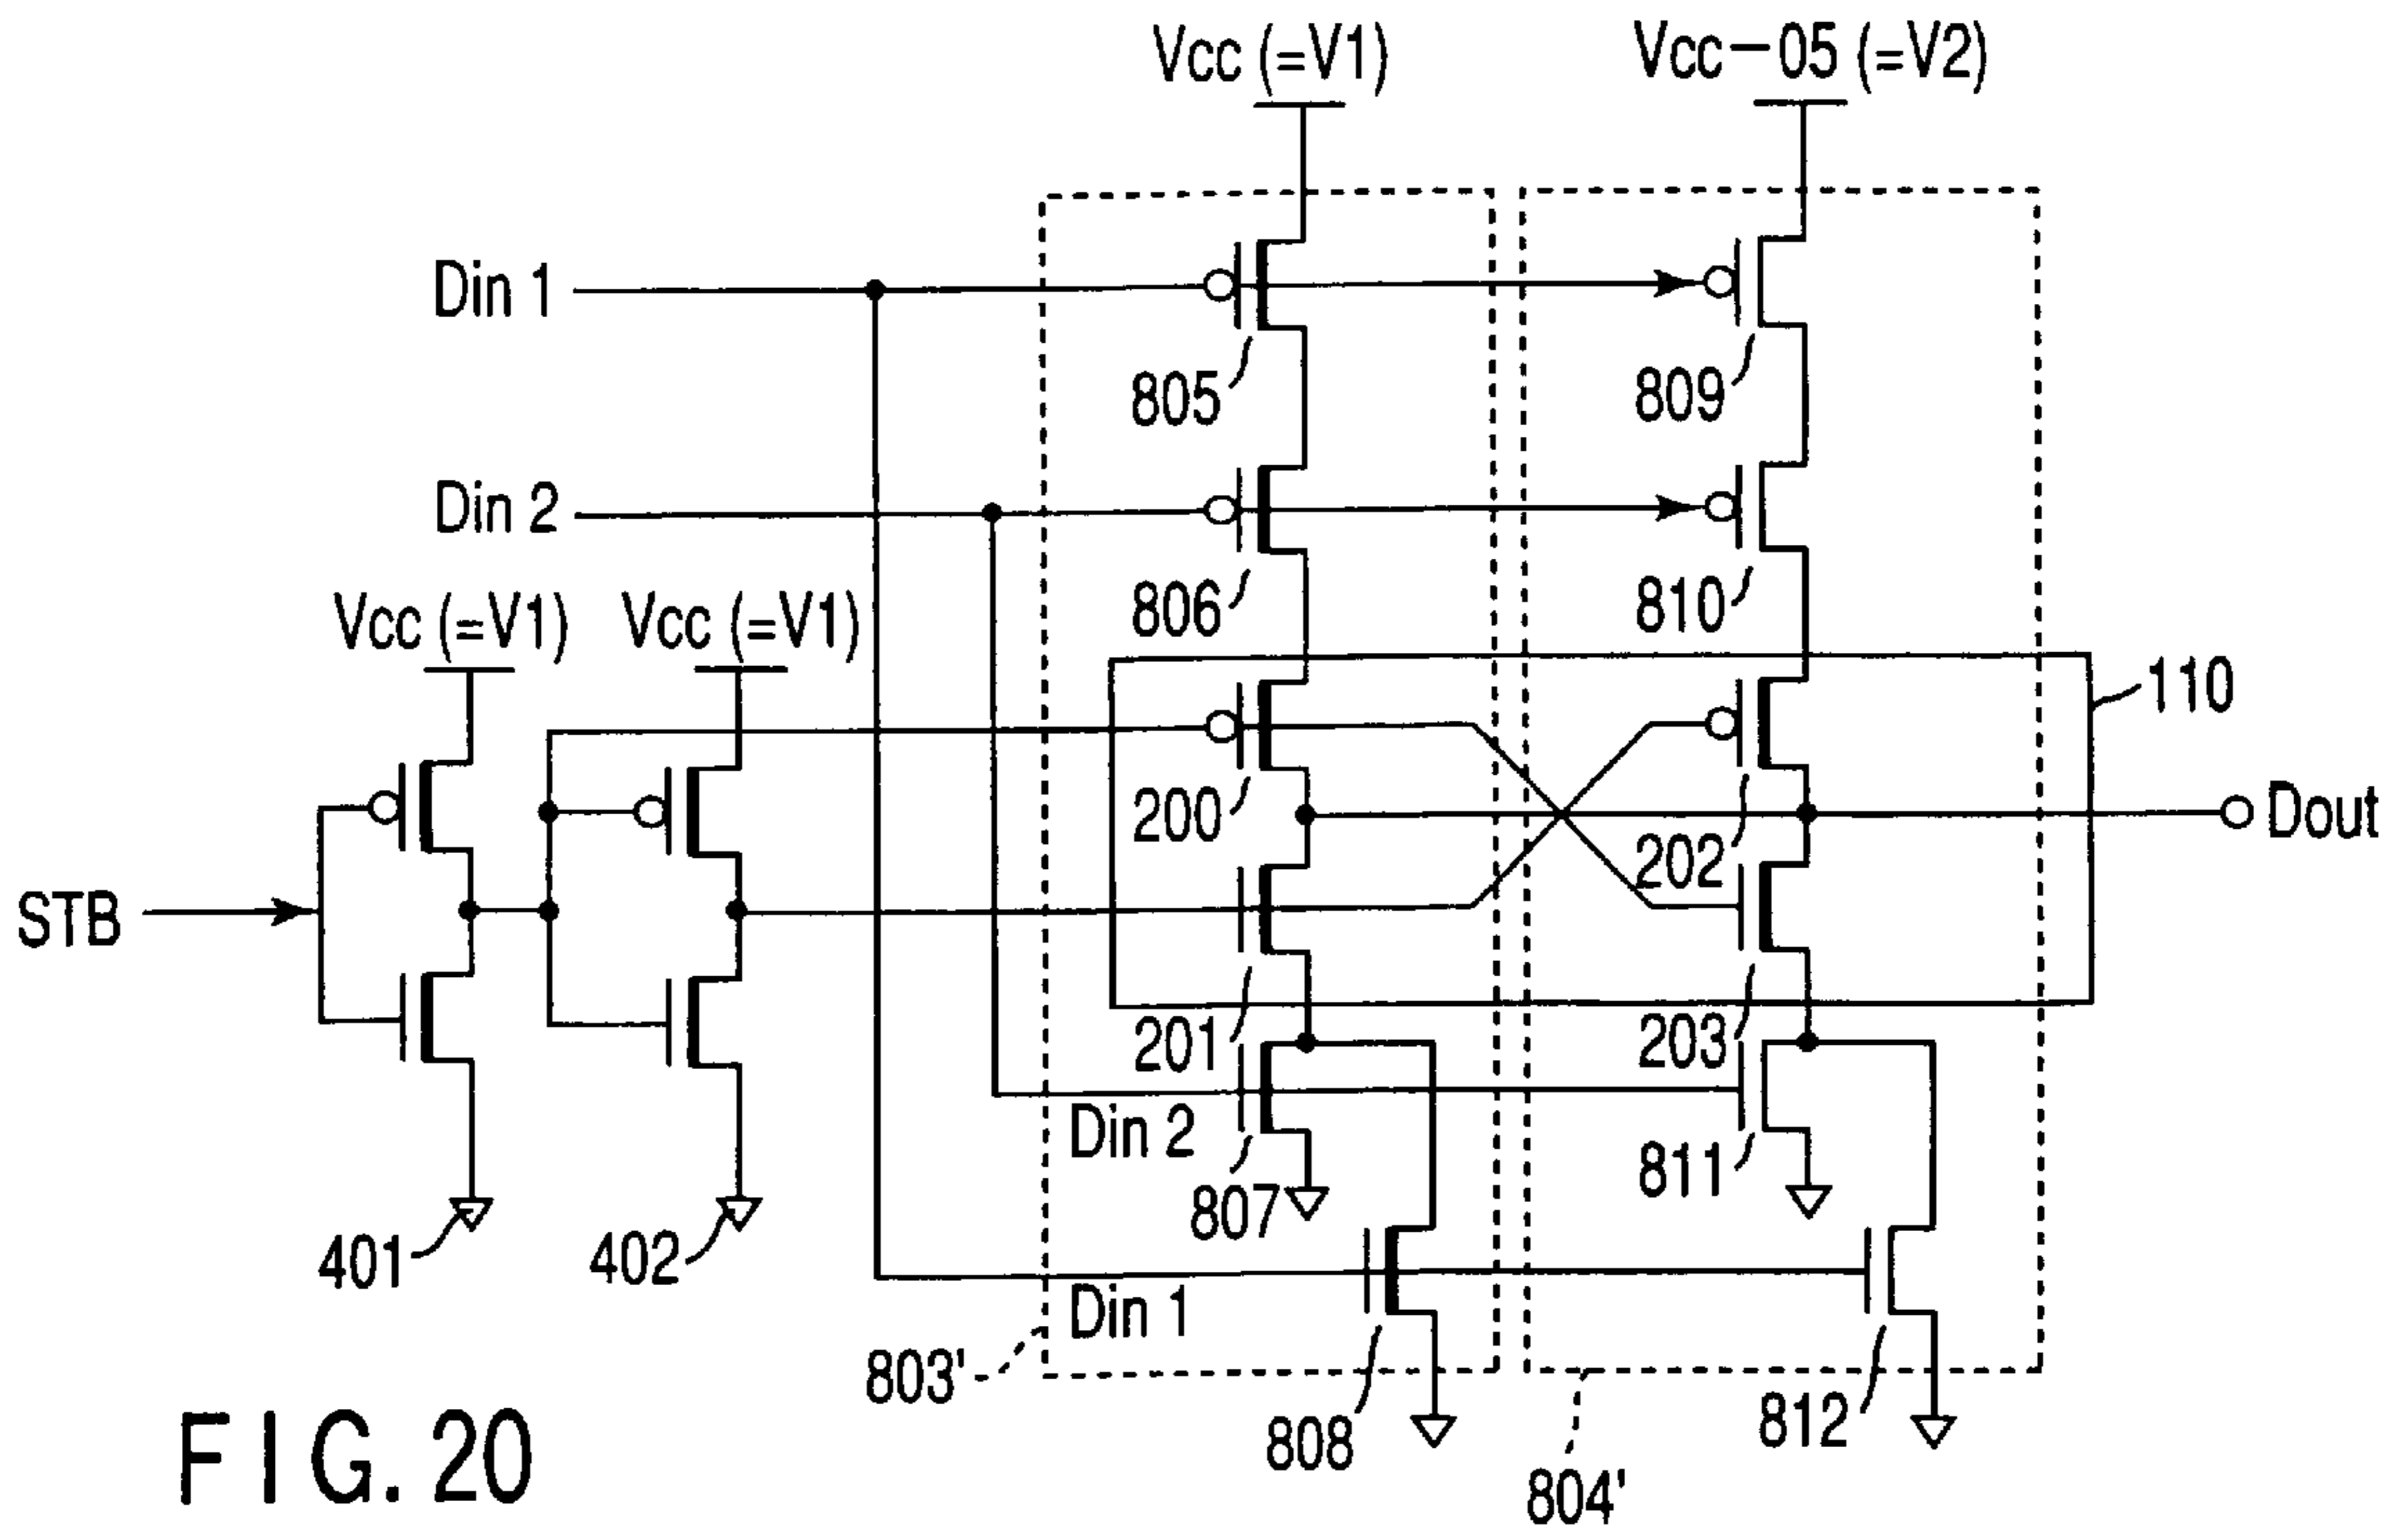 Vcc (=V1)
Vcc-05 (=V2)
Din 1
805
809
Din 2
806
810
Vcc (=V1)
Vcc (=V1)
110
200
202
Dout
STB
201
203
Din 2
807
811
401
402
Din 1
803'
808
812
804'
FIG. 20